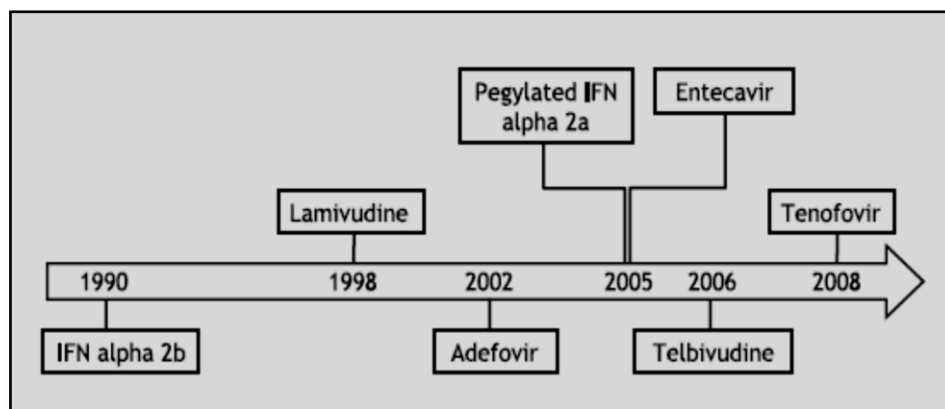 Pegylated IFN
alpha 2a
Entecavir
Lamivudine
Tenofovir
1990
1998
2002
2005
2006
2008
IFN alpha 2b
Adefovir
Telbivudine